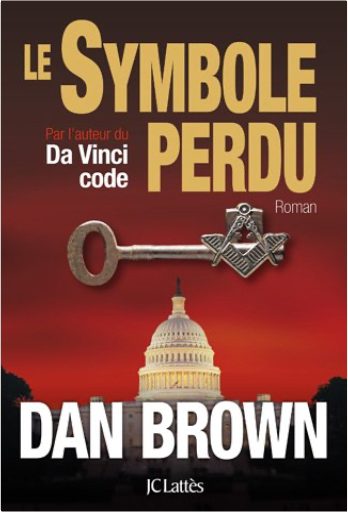 LE SYMBOLE
PERDU
Par l'auteur du
Da Vinci
code
Roman
DAN BROWN
JC Lattès